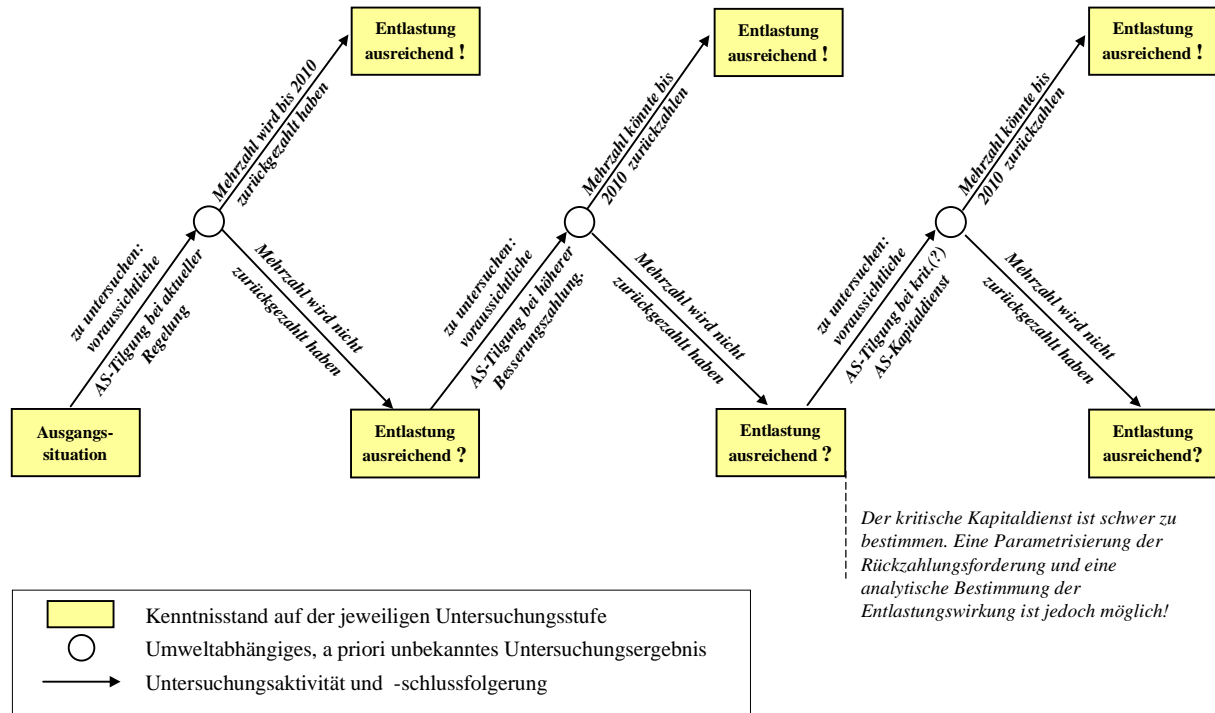 Entlastung
ausreichend !
Entlastung
ausreichend !
Entlastung
ausreichend !
Mehrzahl wird bis 2010
zurückgezahlt haben
Mehrzahl könnte bis
2010 zurückzahlen
Mehrzahl könnte bis
2010 zurückzahlen
zu untersuchen:
voraussichtliche
AS-Tilgung bei aktueller
Regelung
Mehrzahl wird nicht
zurückgezahlt haben
zu untersuchen:
voraussichtliche
AS-Tilgung bei höherer
Besserungszahlung.
Mehrzahl wird nicht
zurückgezahlt haben
zu untersuchen:
voraussichtliche
AS-Tilgung bei krit.(?)
AS-Kapitaldienst
Mehrzahl wird nicht
zurückgezahlt haben
Ausgangs-
situation
Entlastung
ausreichend ?
Entlastung
ausreichend ?
Entlastung
ausreichend?
Der kritische Kapitaldienst ist schwer zu
bestimmen. Eine Parametrisierung der
Rückzahlungsforderung und eine
analytische Bestimmung der
Entlastungswirkung ist jedoch möglich!
Kenntnisstand auf der jeweiligen Untersuchungsstufe
Umweltabhängiges, a priori unbekanntes Untersuchungsergebnis
Untersuchungsaktivität und -schlussfolgerung